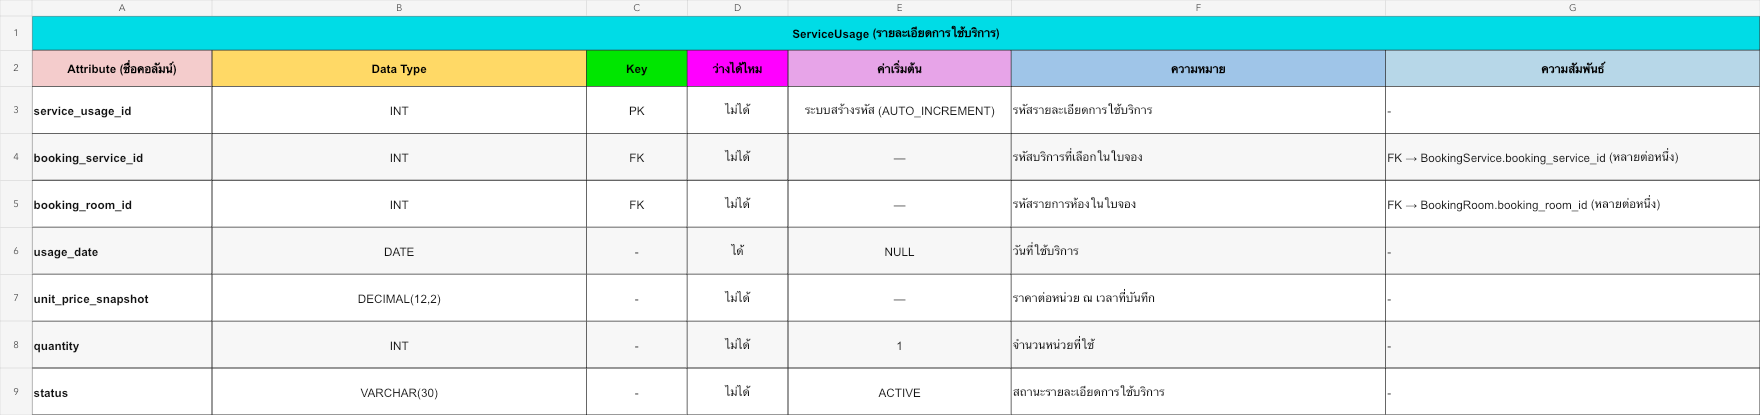 A B C D E F G
1 ServiceUsage (รายละเอียดการใช้บริการ)
2 Attribute (ชื่อคอลัมน์) Data Type Key ว่างได้ไหม ค่าเริ่มต้น ความหมาย ความสัมพันธ์
3 service_usage_id INT PK ไม่ได้ ระบบสร้างรหัส (AUTO_INCREMENT) รหัสรายละเอียดการใช้บริการ -
4 booking_service_id INT FK ไม่ได้ — รหัสบริการที่เลือกในใบจอง FK → BookingService.booking_service_id (หลายต่อหนึ่ง)
5 booking_room_id INT FK ไม่ได้ — รหัสรายการห้องในใบจอง FK → BookingRoom.booking_room_id (หลายต่อหนึ่ง)
6 usage_date DATE - ได้ NULL วันที่ใช้บริการ -
7 unit_price_snapshot DECIMAL(12,2) - ไม่ได้ — ราคาต่อหน่วย ณ เวลาที่บันทึก -
8 quantity INT - ไม่ได้ 1 จำนวนหน่วยที่ใช้ -
9 status VARCHAR(30) - ไม่ได้ ACTIVE สถานะรายละเอียดการใช้บริการ -